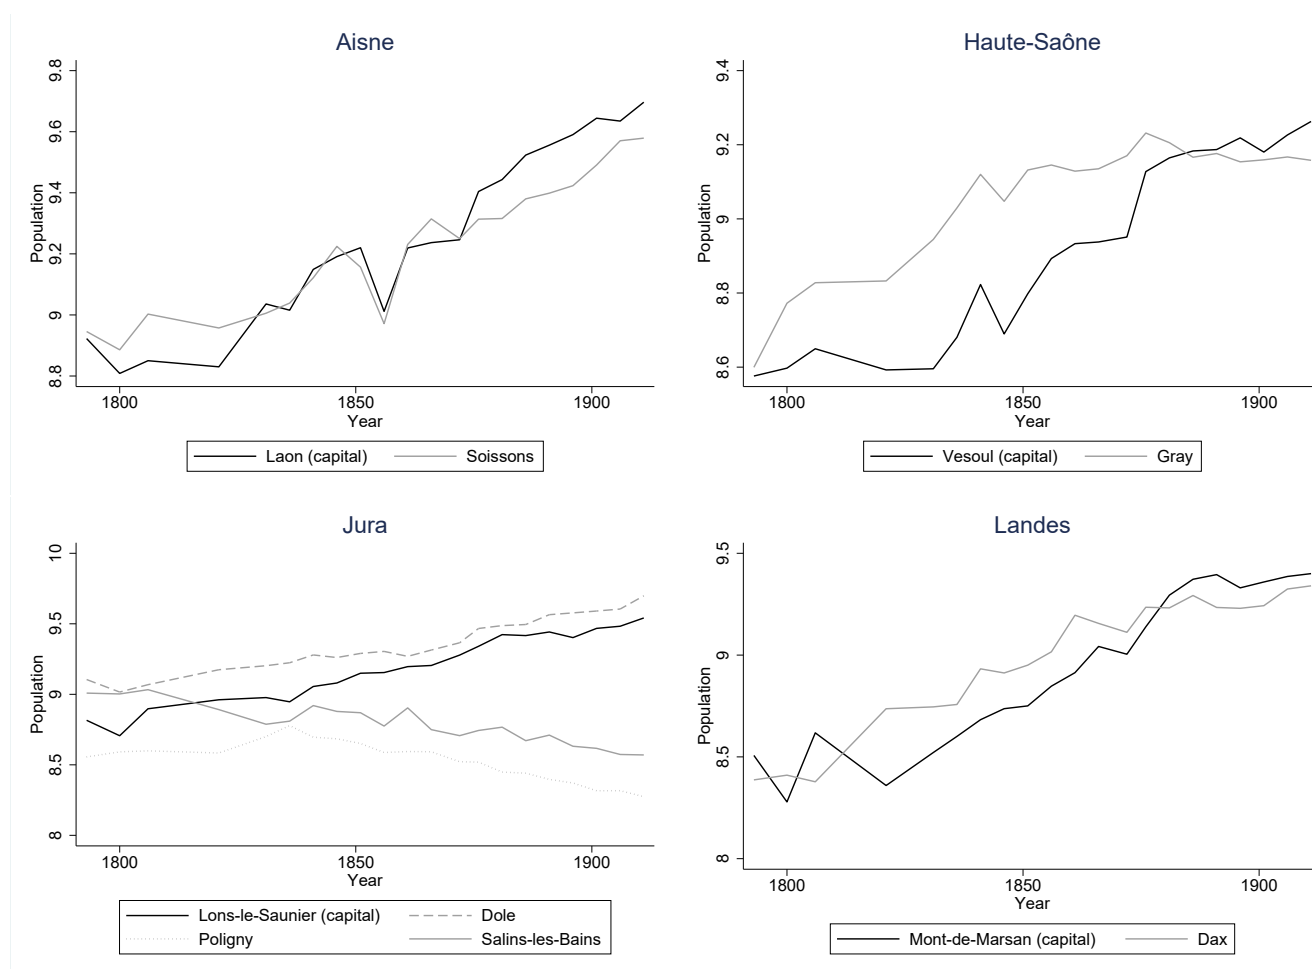 Aisne
Population
9.8
9.6
9.4
9.2
9
8.8
1800 1850 1900
Year
Laon (capital) Soissons
Haute-Saône
Population
9.4
9.2
9
8.8
8.6
1800 1850 1900
Year
Vesoul (capital) Gray
Jura
Population
10
9.5
9
8.5
8
1800 1850 1900
Year
Lons-le-Saunier (capital) Dole
Poligny Salins-les-Bains
Landes
Population
9.5
9
8.5
8
1800 1850 1900
Year
Mont-de-Marsan (capital) Dax